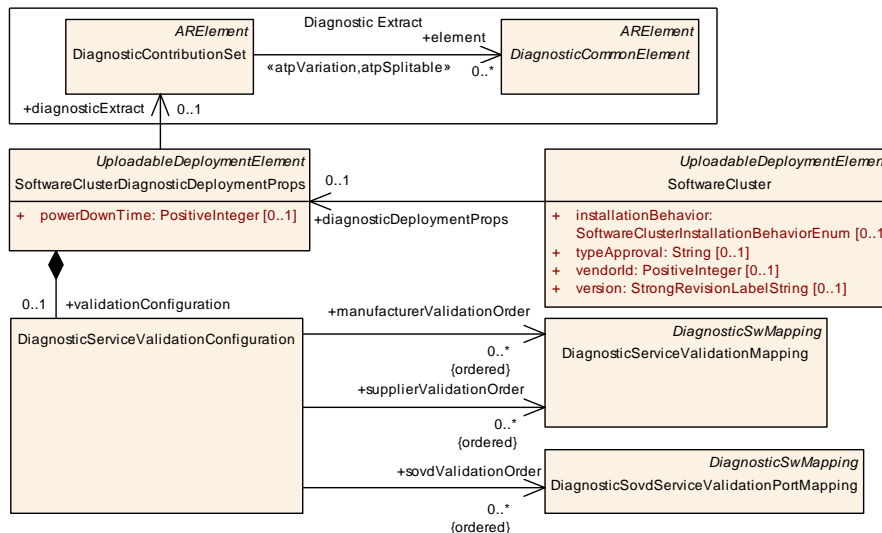 Diagnostic Extract
ARElement
DiagnosticContributionSet
+element
«atpVariation,atpSplitable»
0..*
ARElement
DiagnosticCommonElement
+diagnosticExtract
0..1
UploadableDeploymentElement
SoftwareClusterDiagnosticDeploymentProps
+ powerDownTime: PositiveInteger [0..1]
0..1
+diagnosticDeploymentProps
UploadableDeploymentElement
SoftwareCluster
+ installationBehavior:
SoftwareClusterInstallationBehaviorEnum [0..1]
+ typeApproval: String [0..1]
+ vendorId: PositiveInteger [0..1]
+ version: StrongRevisionLabelString [0..1]
0..1
+validationConfiguration
DiagnosticServiceValidationConfiguration
+manufacturerValidationOrder
0..*
{ordered}
DiagnosticSwMapping
DiagnosticServiceValidationMapping
+supplierValidationOrder
0..*
{ordered}
+sovdValidationOrder
0..*
{ordered}
DiagnosticSwMapping
DiagnosticSovdServiceValidationPortMapping